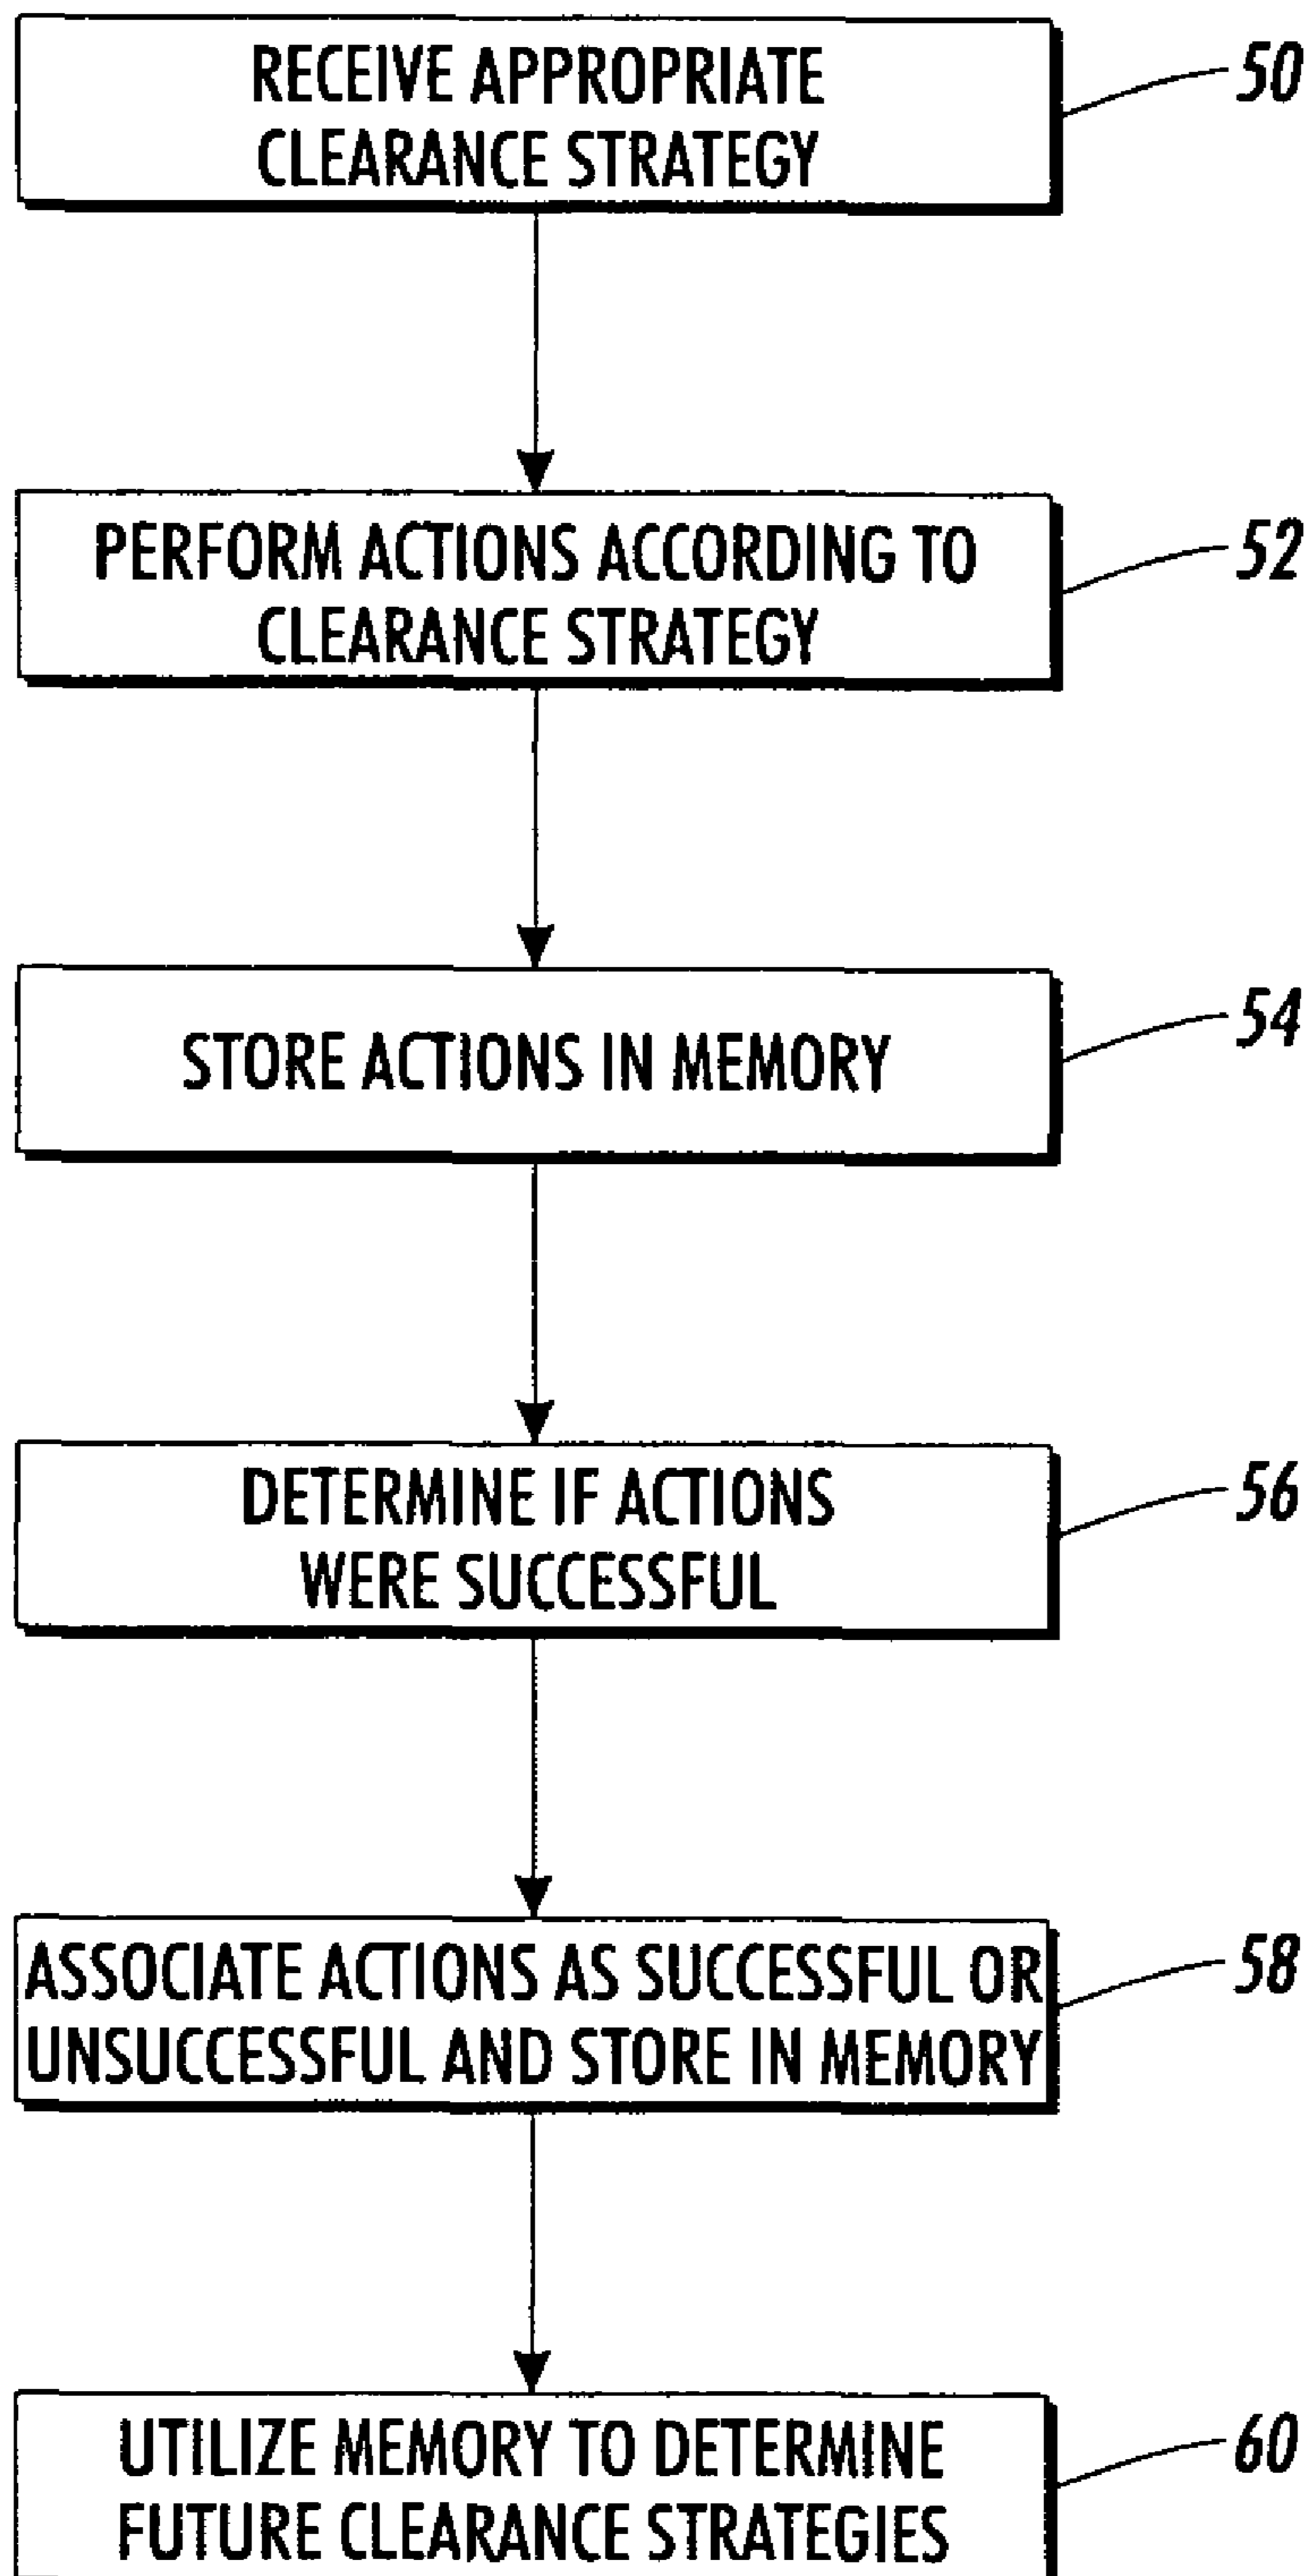 RECEIVE APPROPRIATE
CLEARANCE STRATEGY
50
PERFORM ACTIONS ACCORDING TO
CLEARANCE STRATEGY
52
STORE ACTIONS IN MEMORY
54
DETERMINE IF ACTIONS
WERE SUCCESSFUL
56
ASSOCIATE ACTIONS AS SUCCESSFUL OR
UNSUCCESSFUL AND STORE IN MEMORY
58
UTILIZE MEMORY TO DETERMINE
FUTURE CLEARANCE STRATEGIES
60